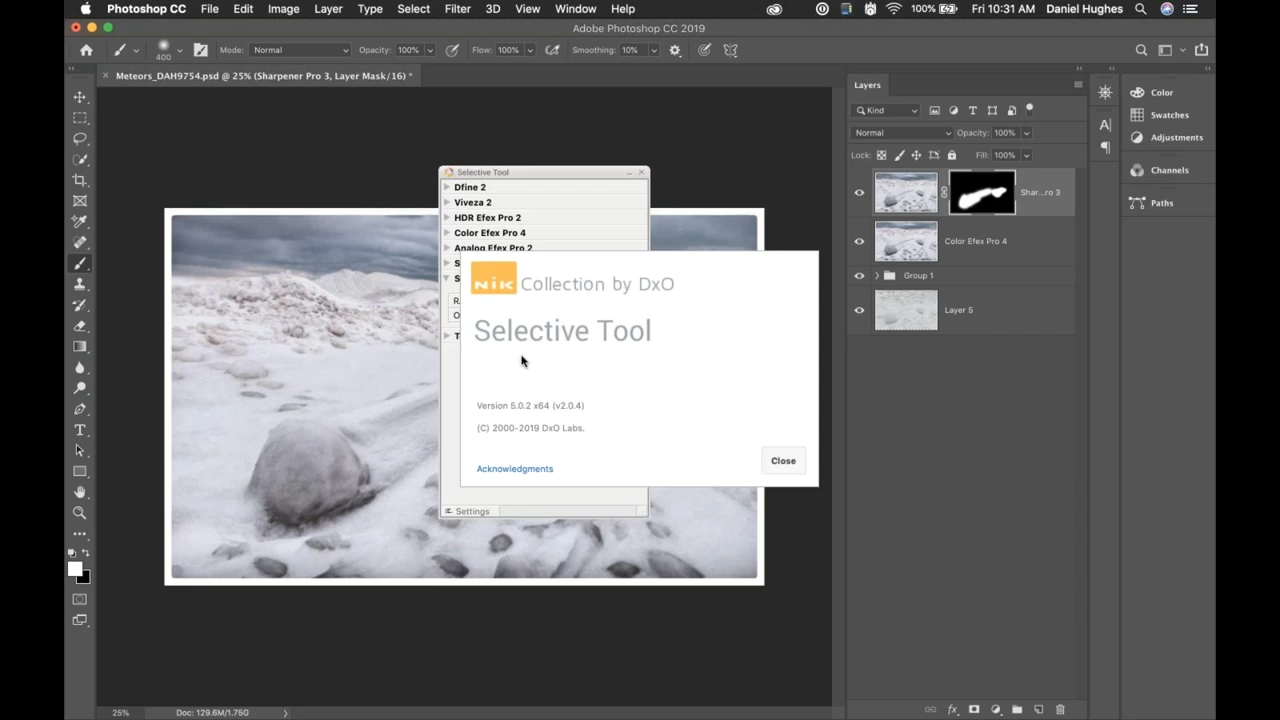 Photoshop CC File Edit Image Layer Type Select Filter 3D View Window Help 100% Fri 10:31 AM Daniel Hughes
Adobe Photoshop CC 2019
400 Mode: Normal Opacity: 100% Flow: 100% Smoothing: 10%
Meteors_DAH9754.psd @ 25% (Sharpener Pro 3, Layer Mask/16) *
Layers
Kind
Normal Opacity: 100%
Lock: Fill: 100%
Shar...ro 3
Color Efex Pro 4
Group 1
Layer 5
Color
Swatches
Adjustments
Channels
Paths
Selective Tool
Dfine 2
Viveza 2
HDR Efex Pro 2
Color Efex Pro 4
Analog Efex Pro 2
S
S
R
O
T
Nik Collection by DxO
Selective Tool
Version 5.0.2 x64 (v2.0.4)
(C) 2000-2019 DxO Labs.
Close
Acknowledgments
Settings
25% Doc: 129.6M/1.75G